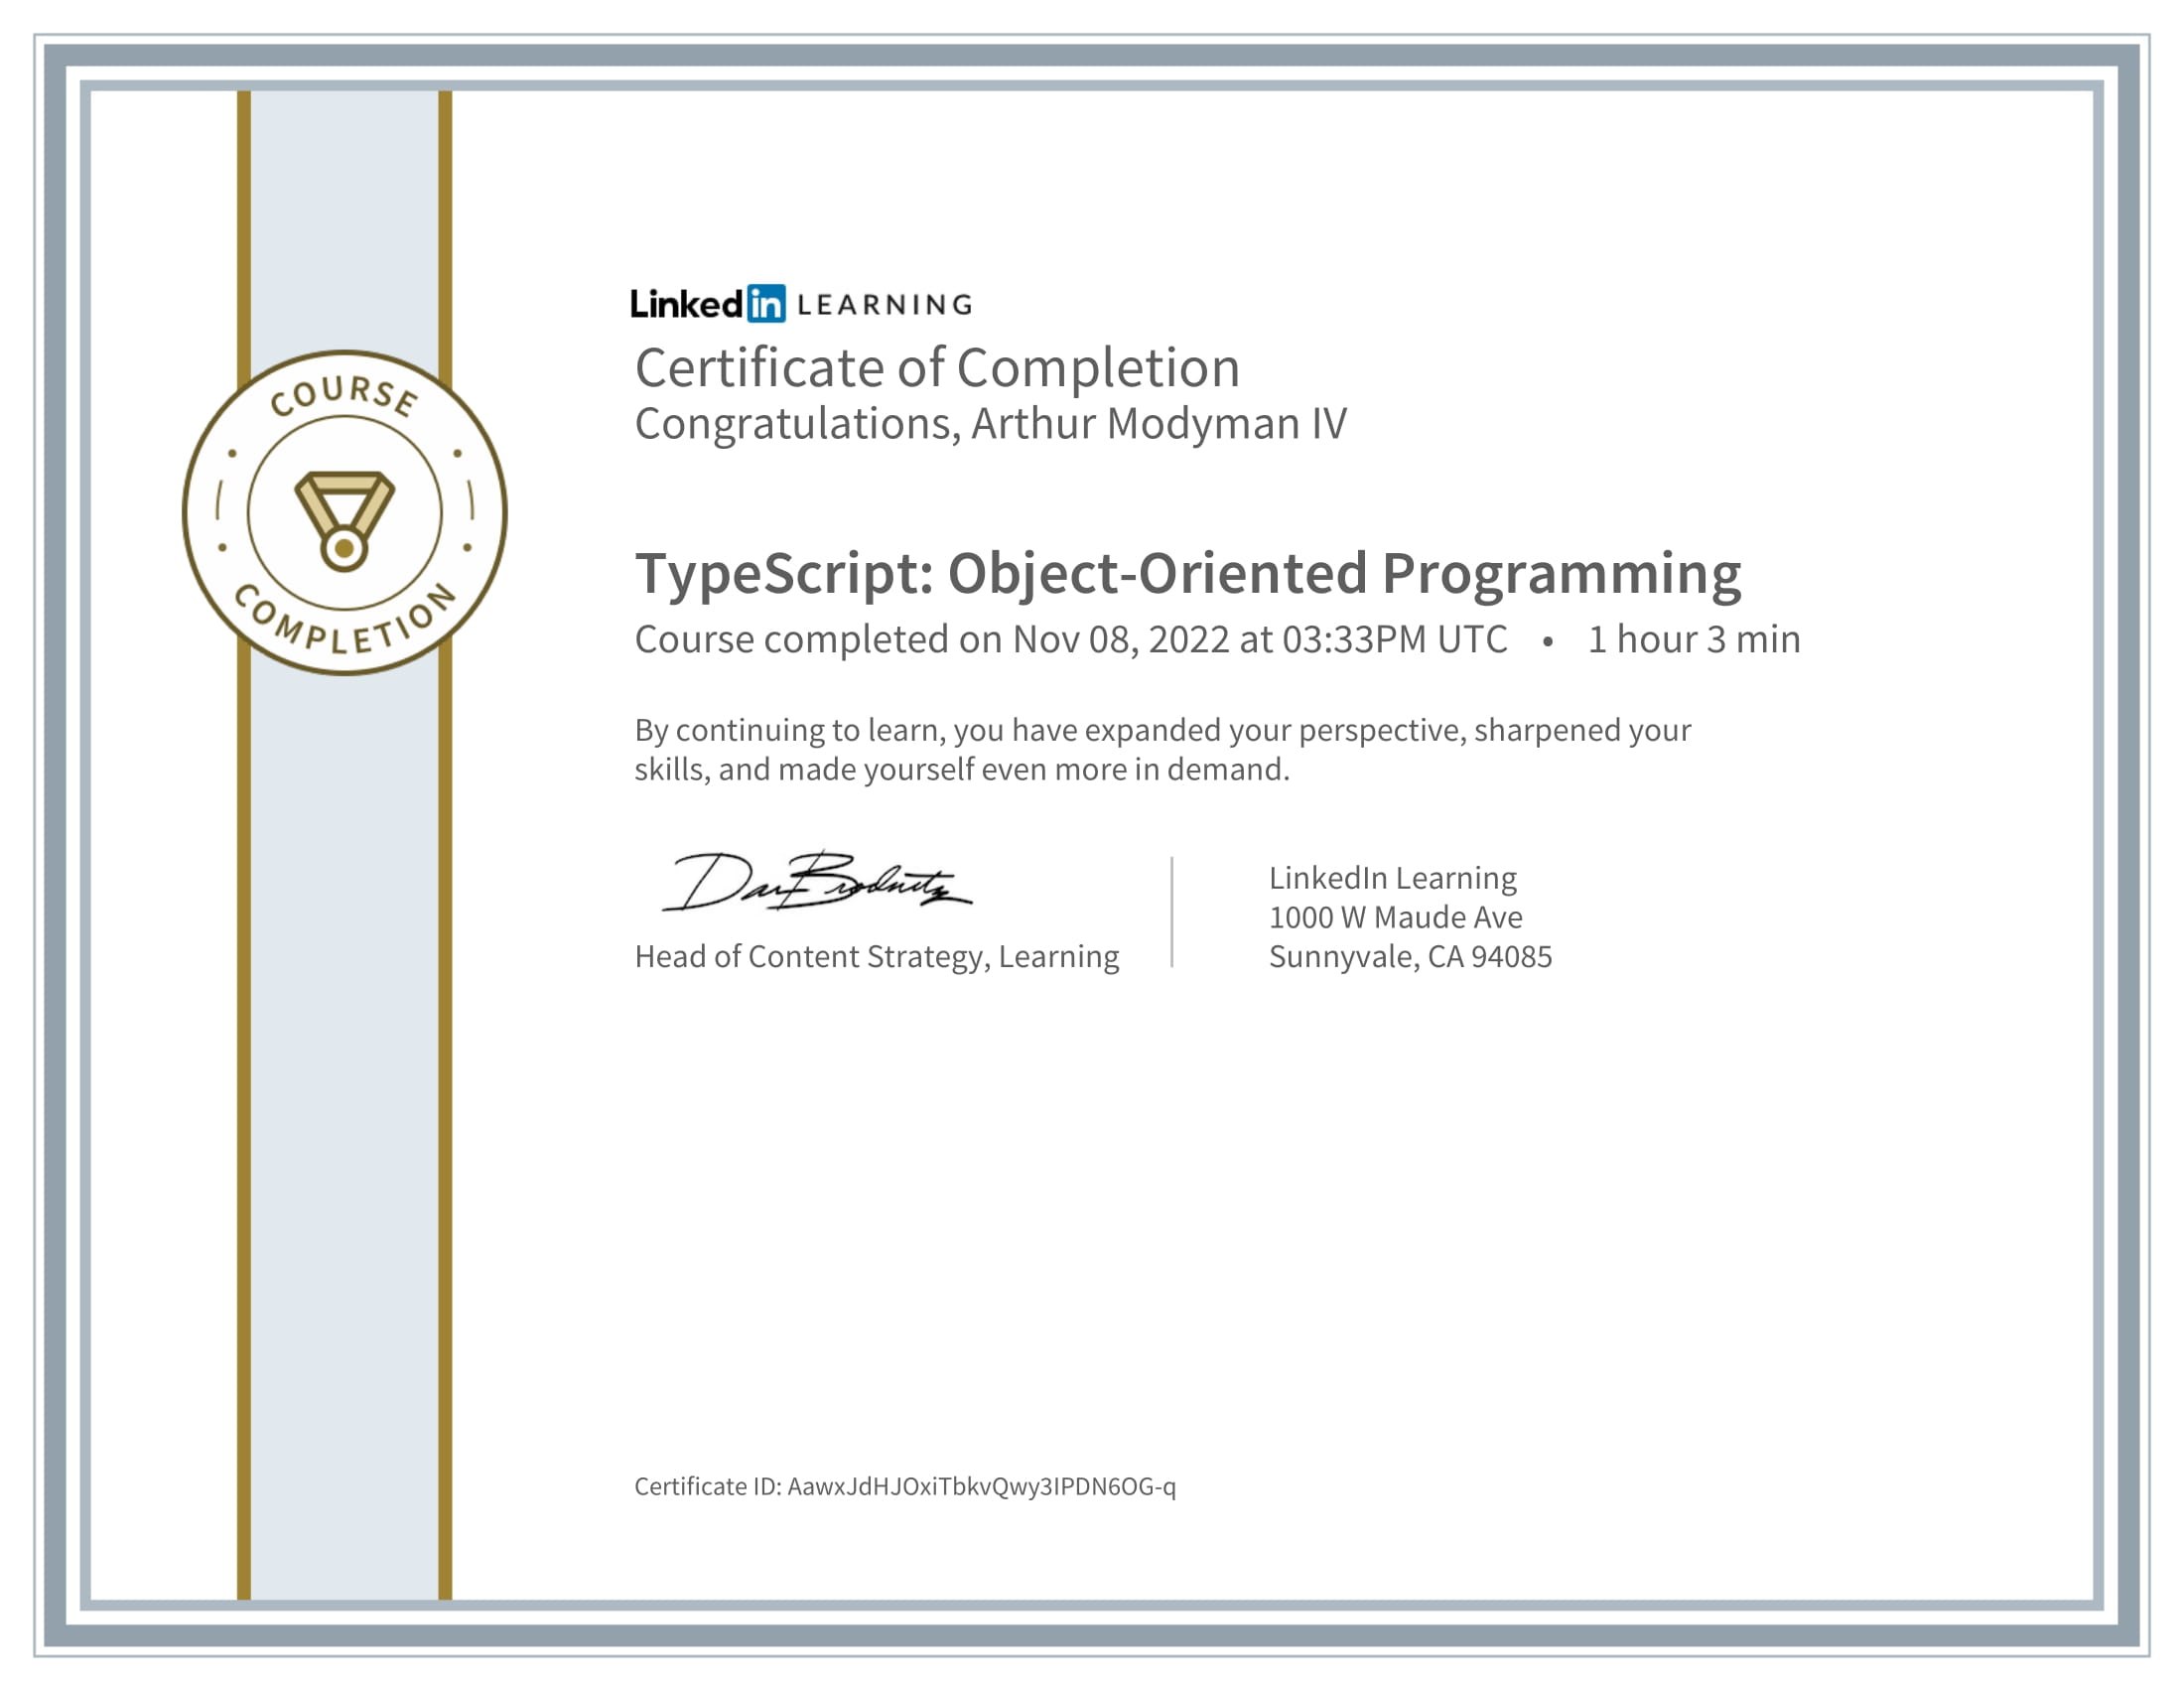 COURSE
COMPLETION
Linked in LEARNING
Certificate of Completion
Congratulations, Arthur Modyman IV
TypeScript: Object-Oriented Programming
Course completed on Nov 08, 2022 at 03:33PM UTC • 1 hour 3 min
By continuing to learn, you have expanded your perspective, sharpened your
skills, and made yourself even more in demand.
Head of Content Strategy, Learning
LinkedIn Learning
1000 W Maude Ave
Sunnyvale, CA 94085
Certificate ID: AawxJdHJOxiTbkvQwy3IPDN6OG-q